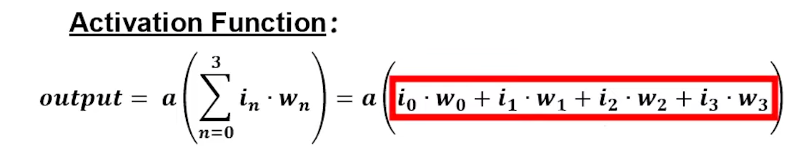 Activation Function:
output = a(∑_{n=0}^{3} i_n · w_n) = a(i_0 · w_0 + i_1 · w_1 + i_2 · w_2 + i_3 · w_3)